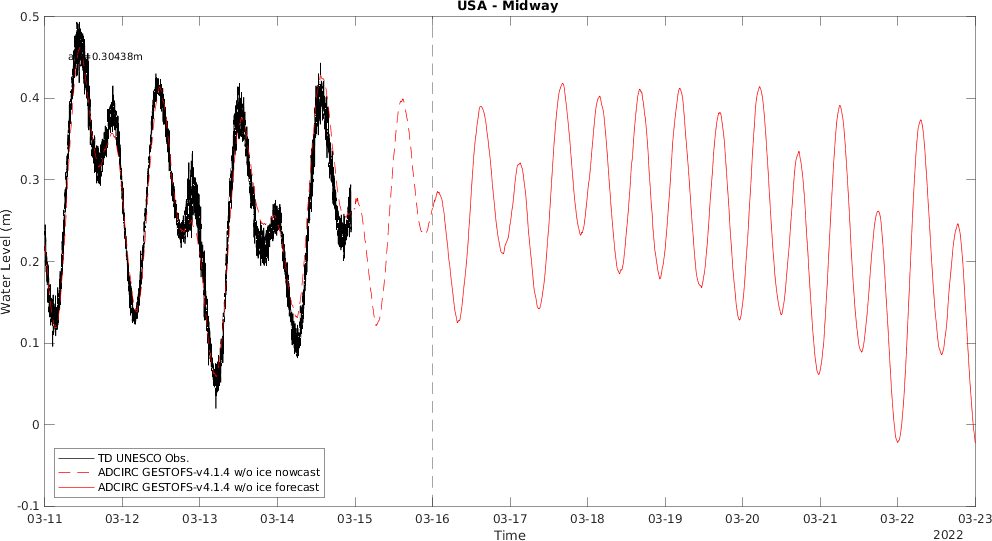 USA - Midway
0.5
0.4
0.3
0.2
0.1
0
-0.1
Water Level (m)
=0.30438m
TD UNESCO Obs.
ADCIRC GESTOFS-v4.1.4 w/o ice nowcast
ADCIRC GESTOFS-v4.1.4 w/o ice forecast
03-11 03-12 03-13 03-14 03-15 03-16 03-17 03-18 03-19 03-20 03-21 03-22 03-23
Time
2022